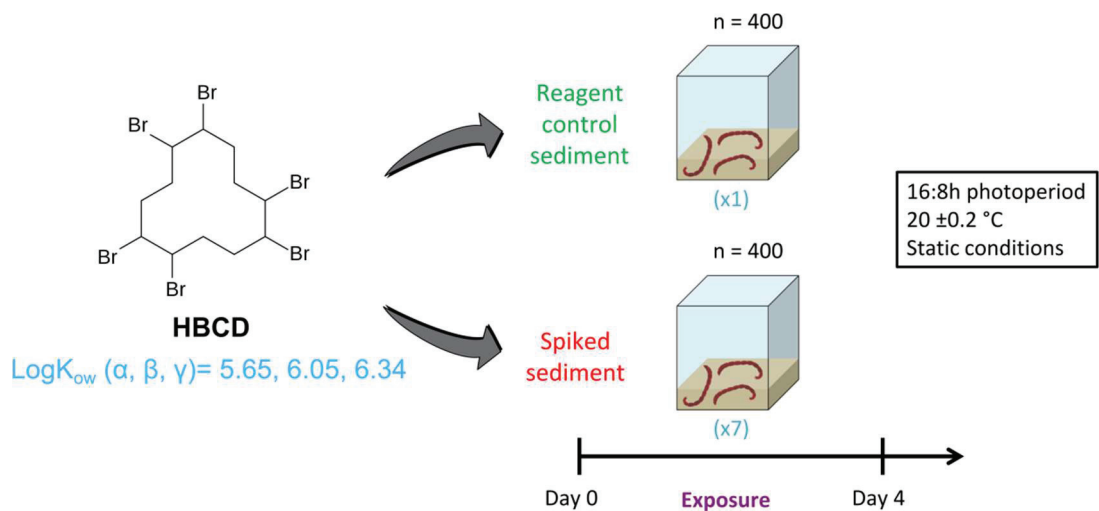 Br
Br
Br
Br
Br
Br
HBCD
LogKow (α, β, γ)= 5.65, 6.05, 6.34
Reagent
control
sediment
n = 400
(x1)
Spiked
sediment
n = 400
(x7)
16:8h photoperiod
20 ±0.2 °C
Static conditions
Day 0
Exposure
Day 4